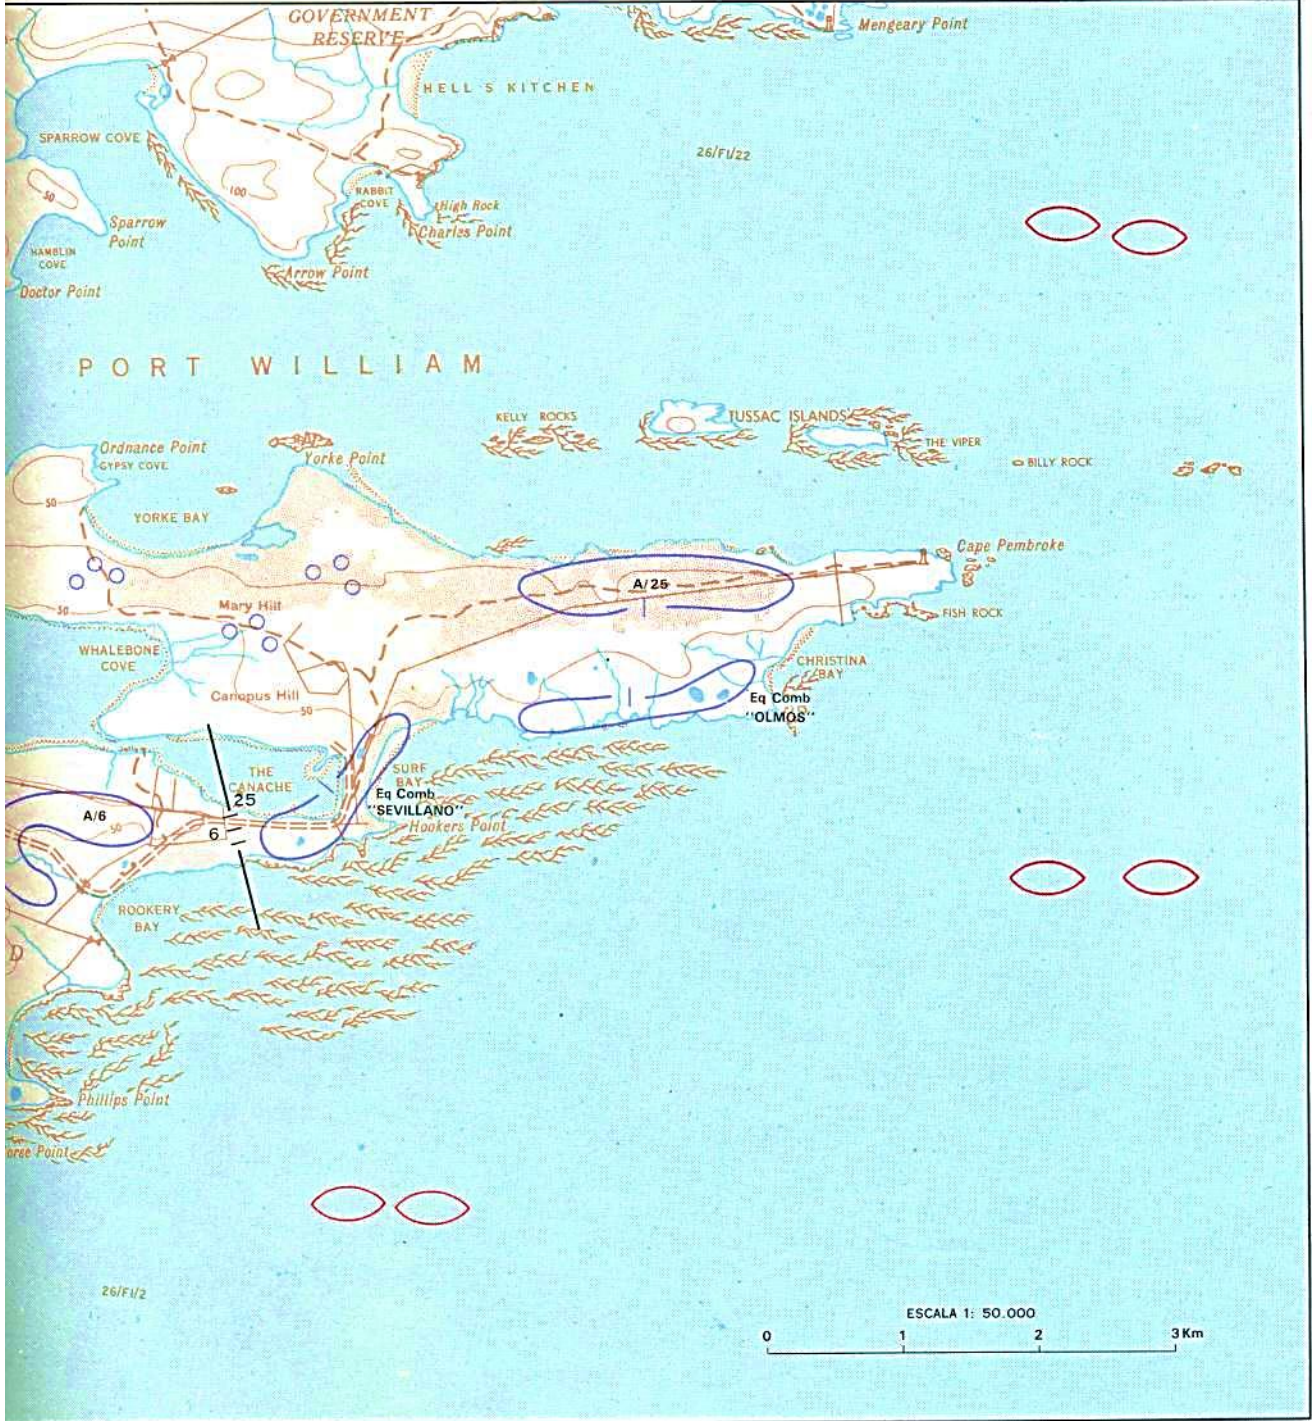 GOVERNMENT
RESERVE
Mengeary Point
HELL'S KITCHEN
SPARROW COVE
26/FI/22
50
100
RABBIT
COVE
High Rock
Sparrow
Point
Charles Point
HAMBLIN
COVE
Arrow Point
Doctor Point
PORT WILLIAM
KELLY ROCKS
TUSSAC ISLANDS
THE VIPER
Ordnance Point
GYPSY COVE
Yorke Point
BILLY ROCK
50
YORKE BAY
Cape Pembroke
A/25
50
Mary Hill
FISH ROCK
WHALEBONE
COVE
CHRISTINA
BAY
Canopus Hill
50
Eq Comb
"OLMOS"
THE
CANACHE
SURF
BAY
Eq Comb
"SEVILLANO"
25
A/6
50
6
Hookers Point
ROOKERY
BAY
D
Phillips Point
Point
26/FI/2
ESCALA 1: 50.000
0 1 2 3 Km